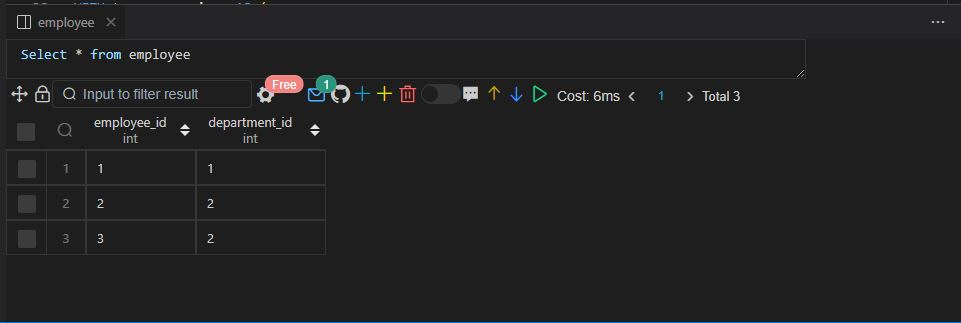 employee
Select * from employee
Input to filter result
Free
1
Cost: 6ms
1
Total 3
employee_id
int
department_id
int
1 1 1
2 2 2
3 3 2